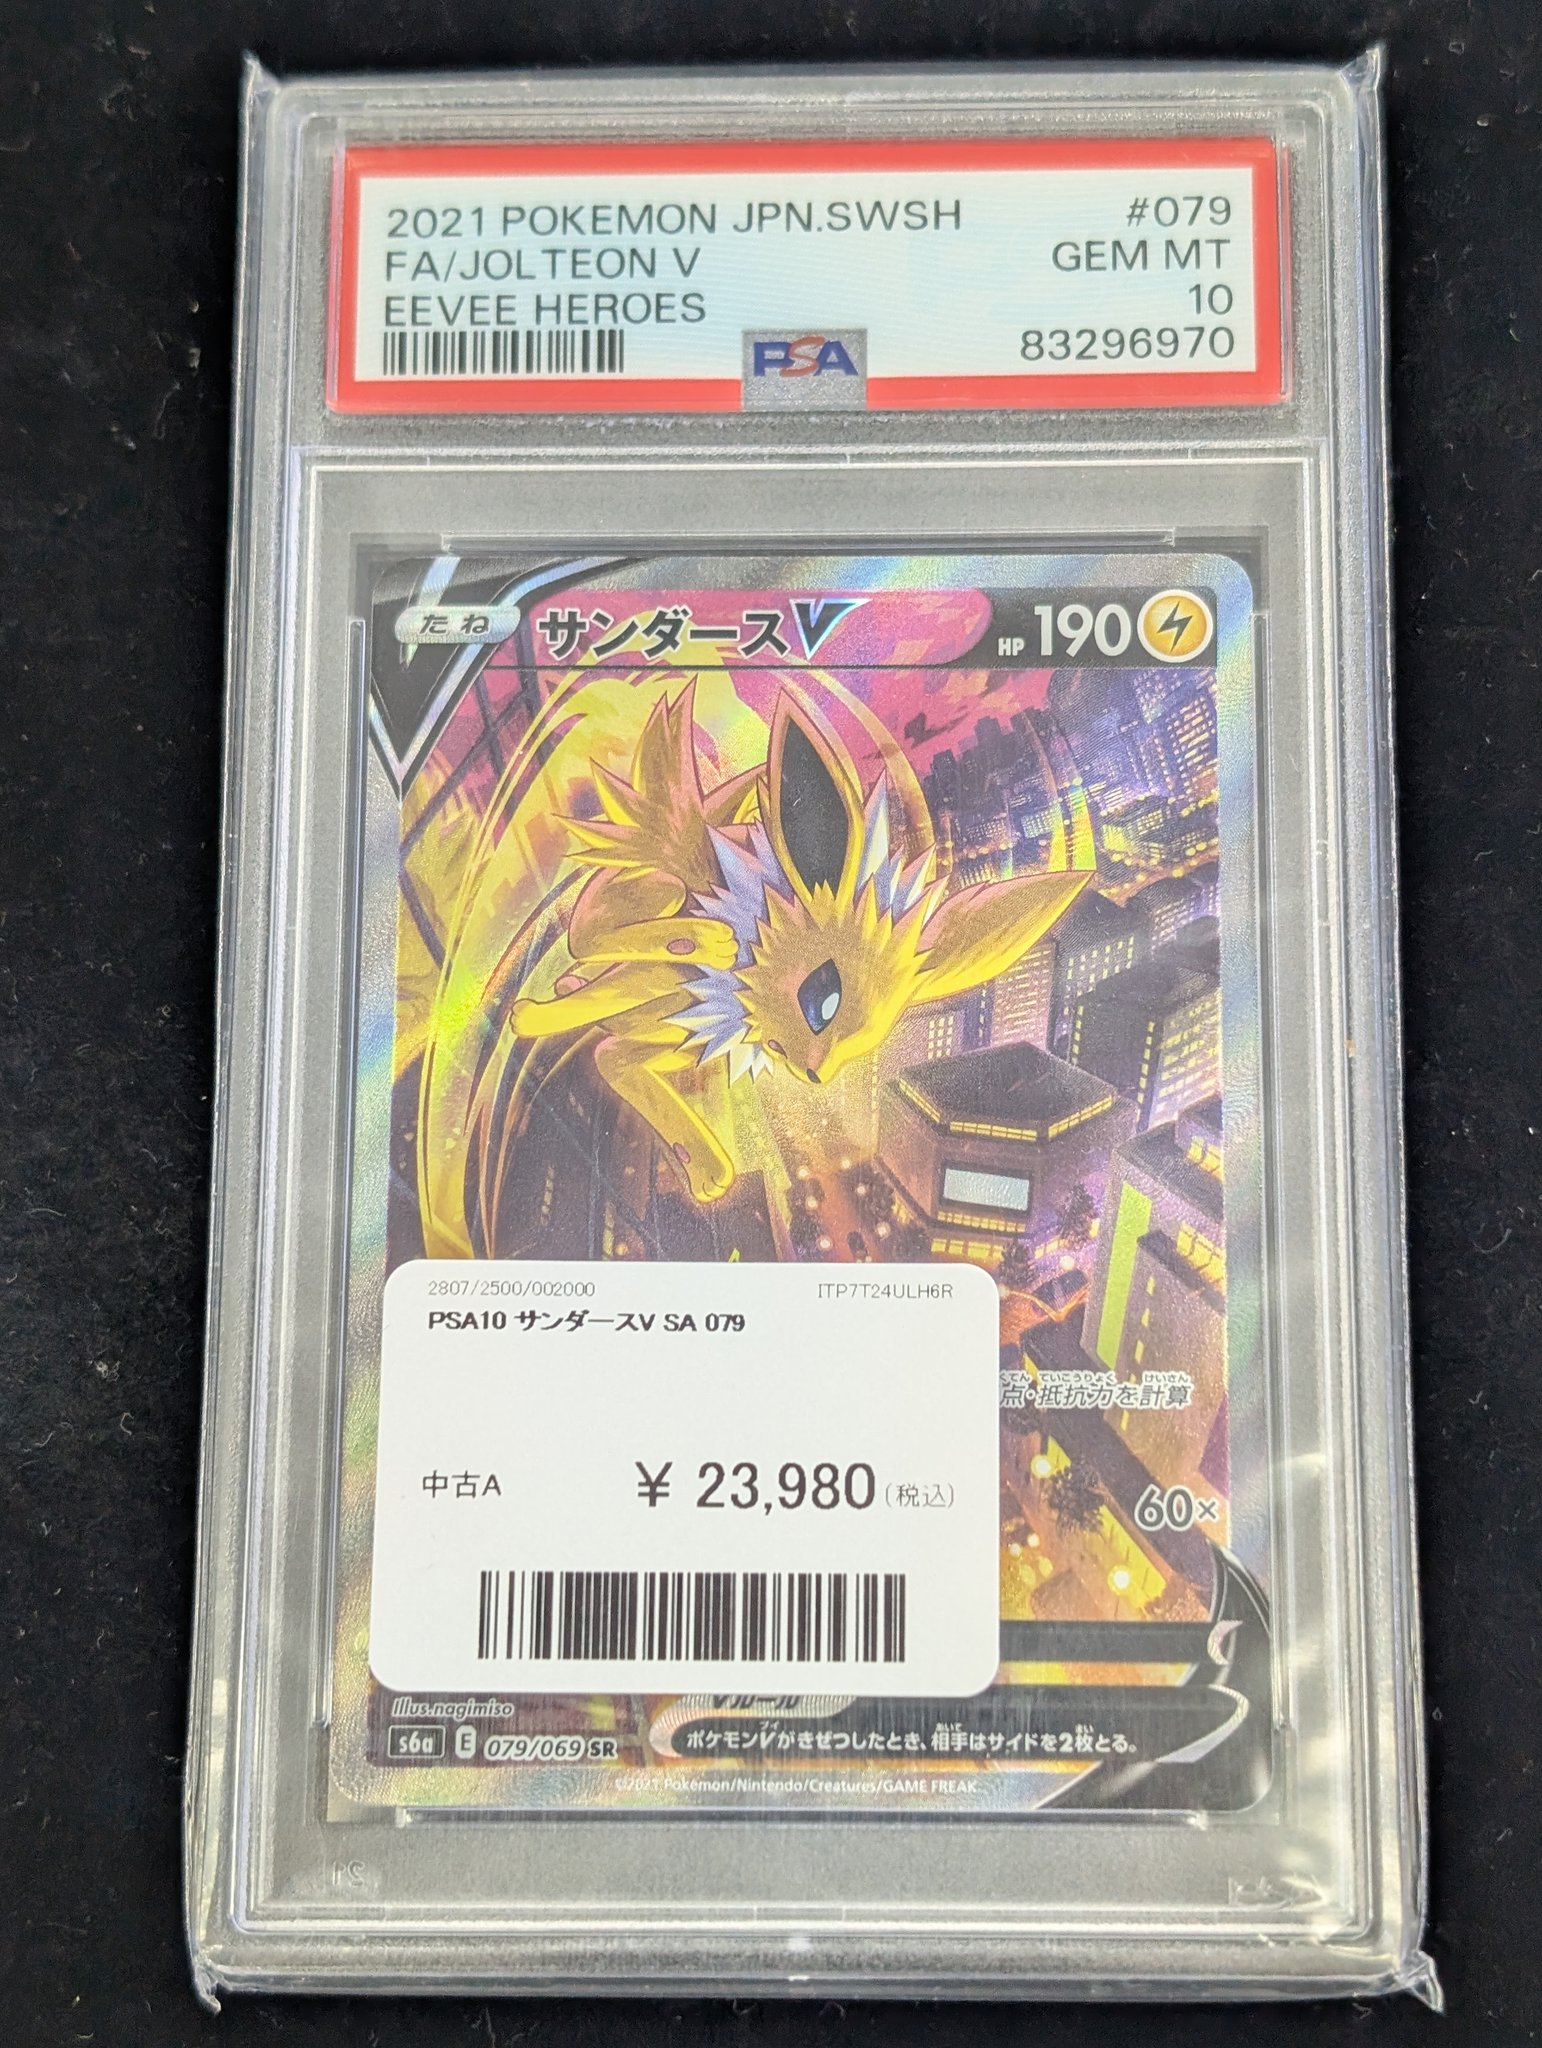 2021 POKEMON JPN.SWSH #079
FA/JOLTEON V GEM MT
EEVEE HEROES 10
83296970
PSA
たね サンダースV HP 190
2807/2500/002000 ITP7T24ULH6R
PSA10 サンダースV SA 079
点・抵抗力を計算
中古A ¥ 23,980(税込)
60×
Illus.nagimiso
Vルール
s6a E 079/069 SR
ポケモンVがきぜつしたとき、相手はサイドを2枚とる。
©2021 Pokémon/Nintendo/Creatures/GAME FREAK